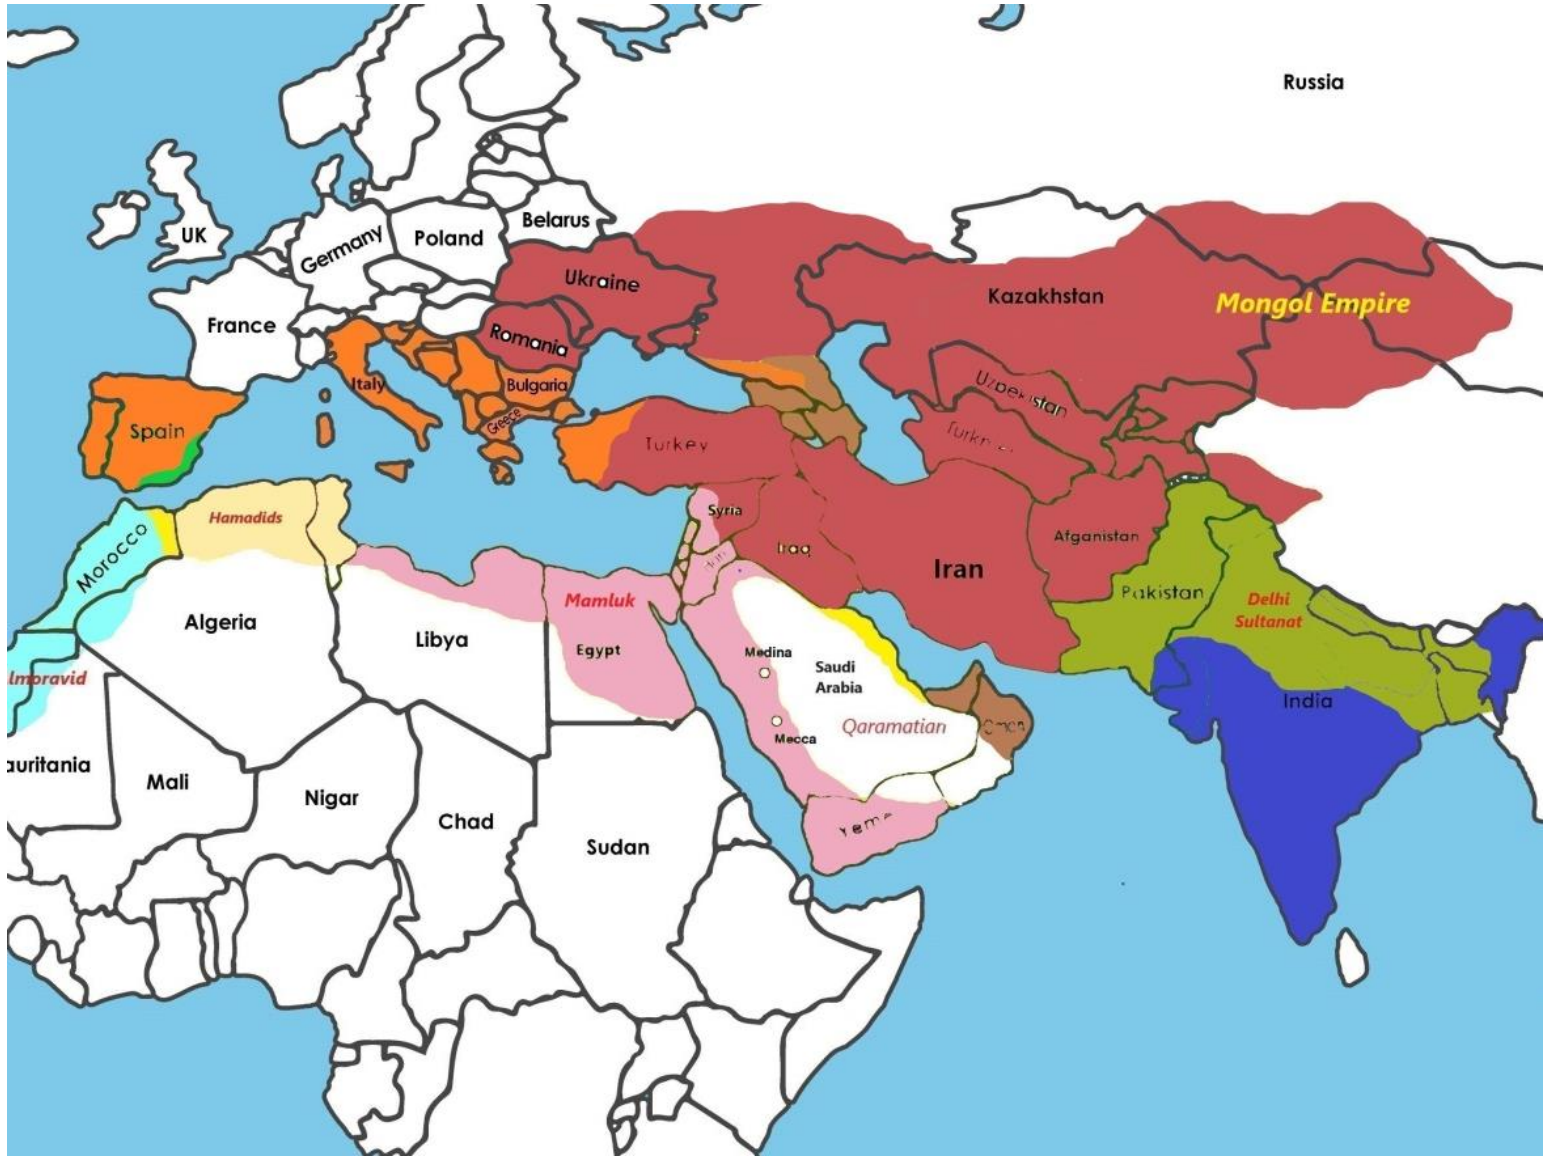 Russia
UK
Belarus
Poland
Germany
Ukraine
France
Romania
Kazakhstan
Mongol Empire
Italy
Bulgaria
Greece
Spain
Turkey
Syria
Iraq
Iran
Afganistan
Pakistan
Delhi
Sultanat
India
Hamadids
Morocco
Algeria
Libya
Mamluk
Egypt
Medina
Saudi
Arabia
Qaramatian
Mecca
lmoravid
auritania
Mali
Nigar
Chad
Sudan